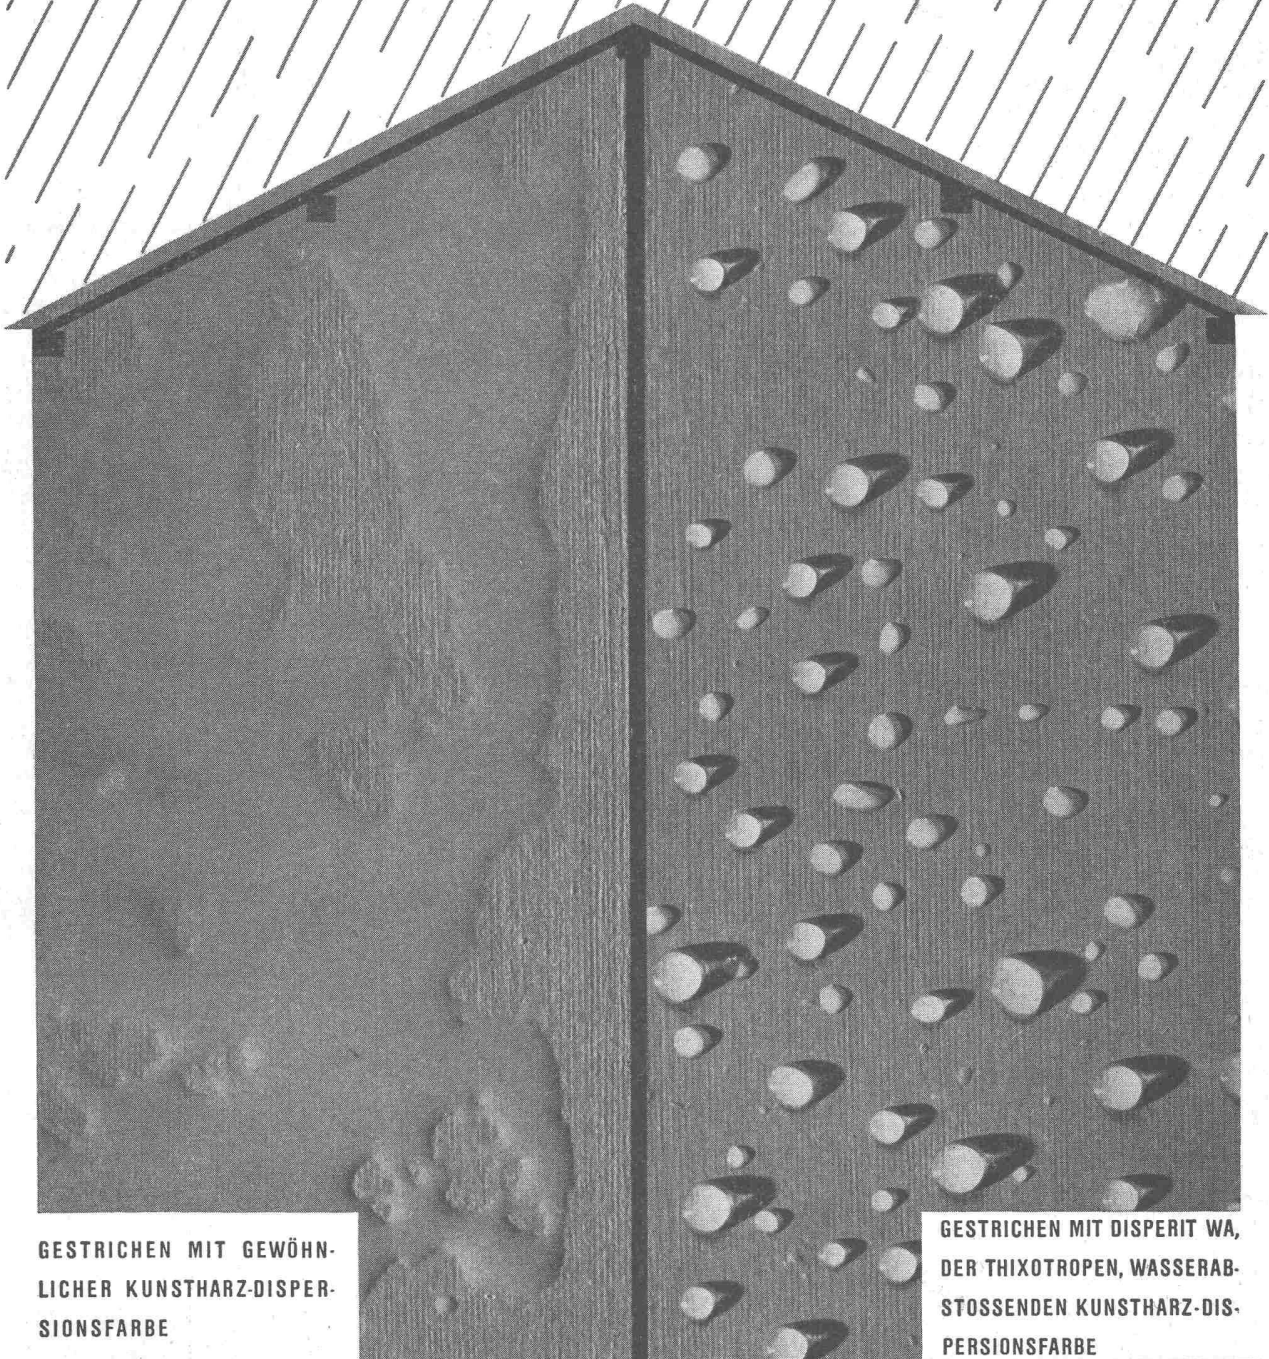 GESTRICHEN MIT GEWÖHN-
LICHER KUNSTHARZ-DISPER-
SIONSFARBE
GESTRICHEN MIT DISPERIT WA,
DER THIXOTROPEN, WASSERAB-
STOSSENDEN KUNSTHARZ-DIS-
PERSIONSFARBE